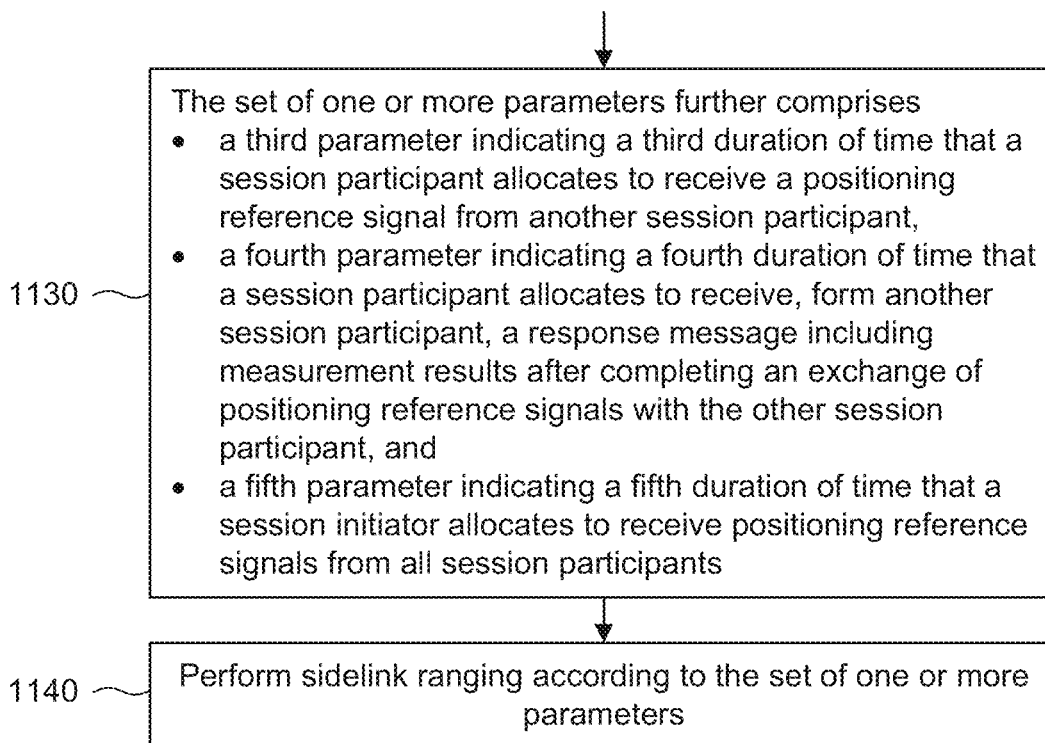 The set of one or more parameters further comprises
• a third parameter indicating a third duration of time that a
session participant allocates to receive a positioning
reference signal from another session participant,
• a fourth parameter indicating a fourth duration of time that
a session participant allocates to receive, form another
session participant, a response message including
measurement results after completing an exchange of
positioning reference signals with the other session
participant, and
• a fifth parameter indicating a fifth duration of time that a
session initiator allocates to receive positioning reference
signals from all session participants
1130
Perform sidelink ranging according to the set of one or more
parameters
1140